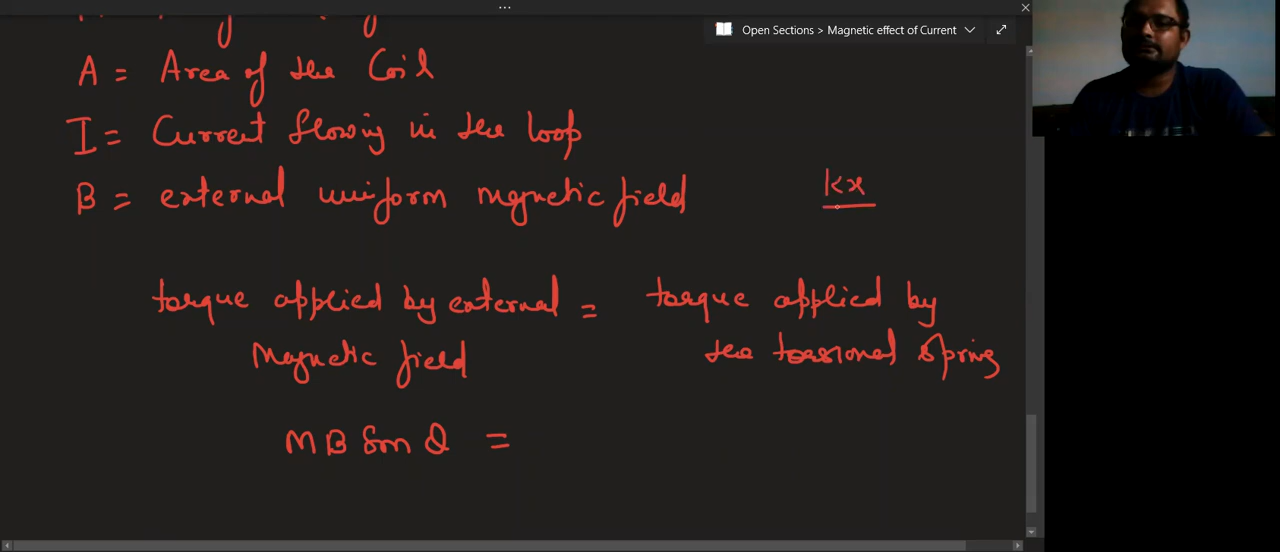 Open Sections > Magnetic effect of Current
A = Area of the Coil
I = Current flowing in the loop
B = external uniform magnetic field
kx
torque applied by external = torque applied by
Magnetic field the torsional spring
MB Sin θ =